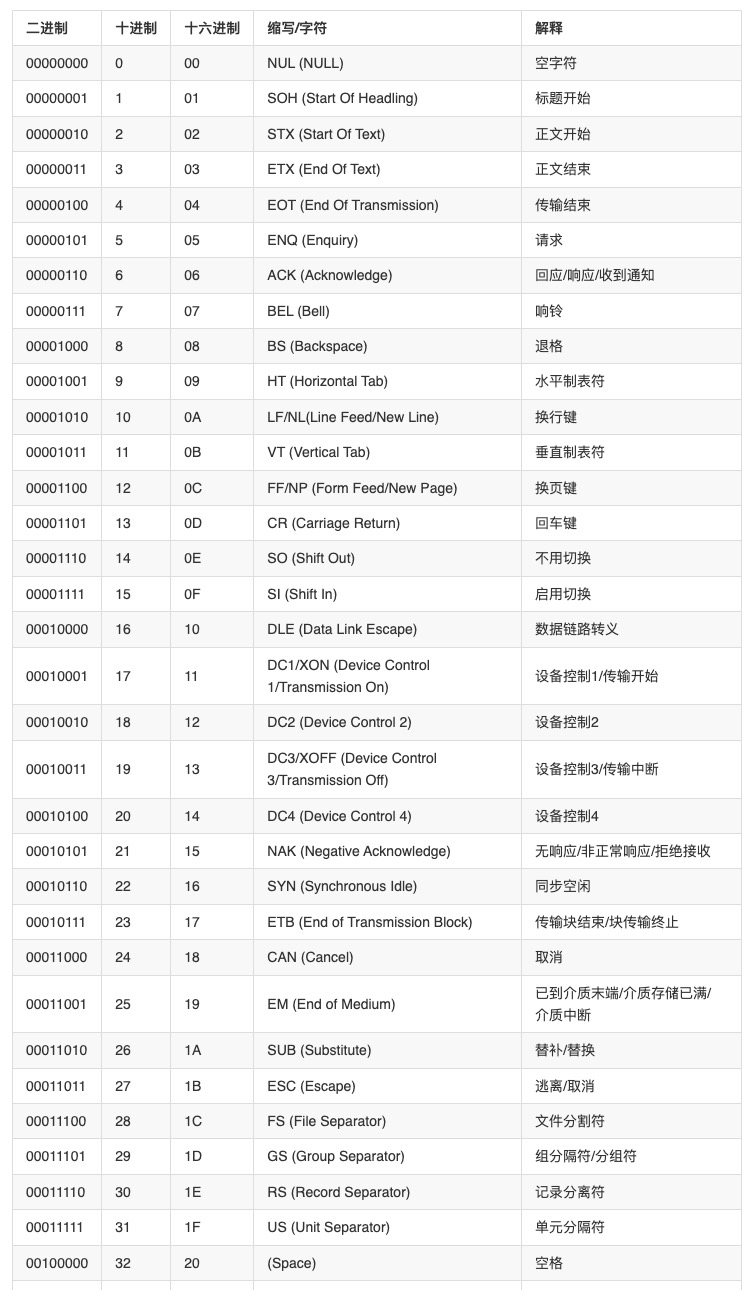 二进制 十进制 十六进制 缩写/字符 解释
00000000 0 00 NUL (NULL) 空字符
00000001 1 01 SOH (Start Of Headling) 标题开始
00000010 2 02 STX (Start Of Text) 正文开始
00000011 3 03 ETX (End Of Text) 正文结束
00000100 4 04 EOT (End Of Transmission) 传输结束
00000101 5 05 ENQ (Enquiry) 请求
00000110 6 06 ACK (Acknowledge) 回应/响应/收到通知
00000111 7 07 BEL (Bell) 响铃
00001000 8 08 BS (Backspace) 退格
00001001 9 09 HT (Horizontal Tab) 水平制表符
00001010 10 0A LF/NL(Line Feed/New Line) 换行键
00001011 11 0B VT (Vertical Tab) 垂直制表符
00001100 12 0C FF/NP (Form Feed/New Page) 换页键
00001101 13 0D CR (Carriage Return) 回车键
00001110 14 0E SO (Shift Out) 不用切换
00001111 15 0F SI (Shift In) 启用切换
00010000 16 10 DLE (Data Link Escape) 数据链路转义
00010001 17 11 DC1/XON (Device Control
1/Transmission On) 设备控制1/传输开始
00010010 18 12 DC2 (Device Control 2) 设备控制2
00010011 19 13 DC3/XOFF (Device Control
3/Transmission Off) 设备控制3/传输中断
00010100 20 14 DC4 (Device Control 4) 设备控制4
00010101 21 15 NAK (Negative Acknowledge) 无响应/非正常响应/拒绝接收
00010110 22 16 SYN (Synchronous Idle) 同步空闲
00010111 23 17 ETB (End of Transmission Block) 传输块结束/块传输终止
00011000 24 18 CAN (Cancel) 取消
00011001 25 19 EM (End of Medium) 已到介质末端/介质存储已满/
介质中断
00011010 26 1A SUB (Substitute) 替补/替换
00011011 27 1B ESC (Escape) 逃离/取消
00011100 28 1C FS (File Separator) 文件分割符
00011101 29 1D GS (Group Separator) 组分隔符/分组符
00011110 30 1E RS (Record Separator) 记录分离符
00011111 31 1F US (Unit Separator) 单元分隔符
00100000 32 20 (Space) 空格